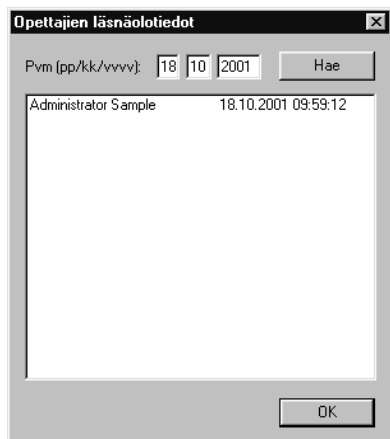 Opettajien läsnäolotiedot
Pvm (pp/kk/vvvv): 18 10 2001 Hae
Administrator Sample 18.10.2001 09:59:12
OK